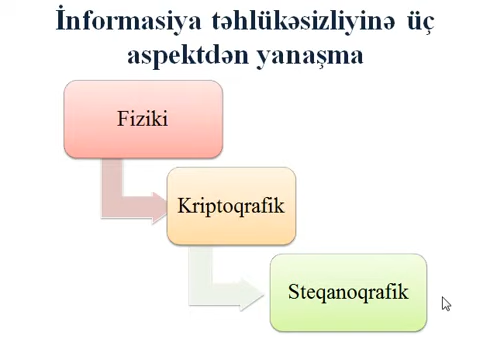 İnformasiya təhlükəsizliyinə üç
aspektdən yanaşma
Fiziki
Kriptoqrafik
Steqanoqrafik